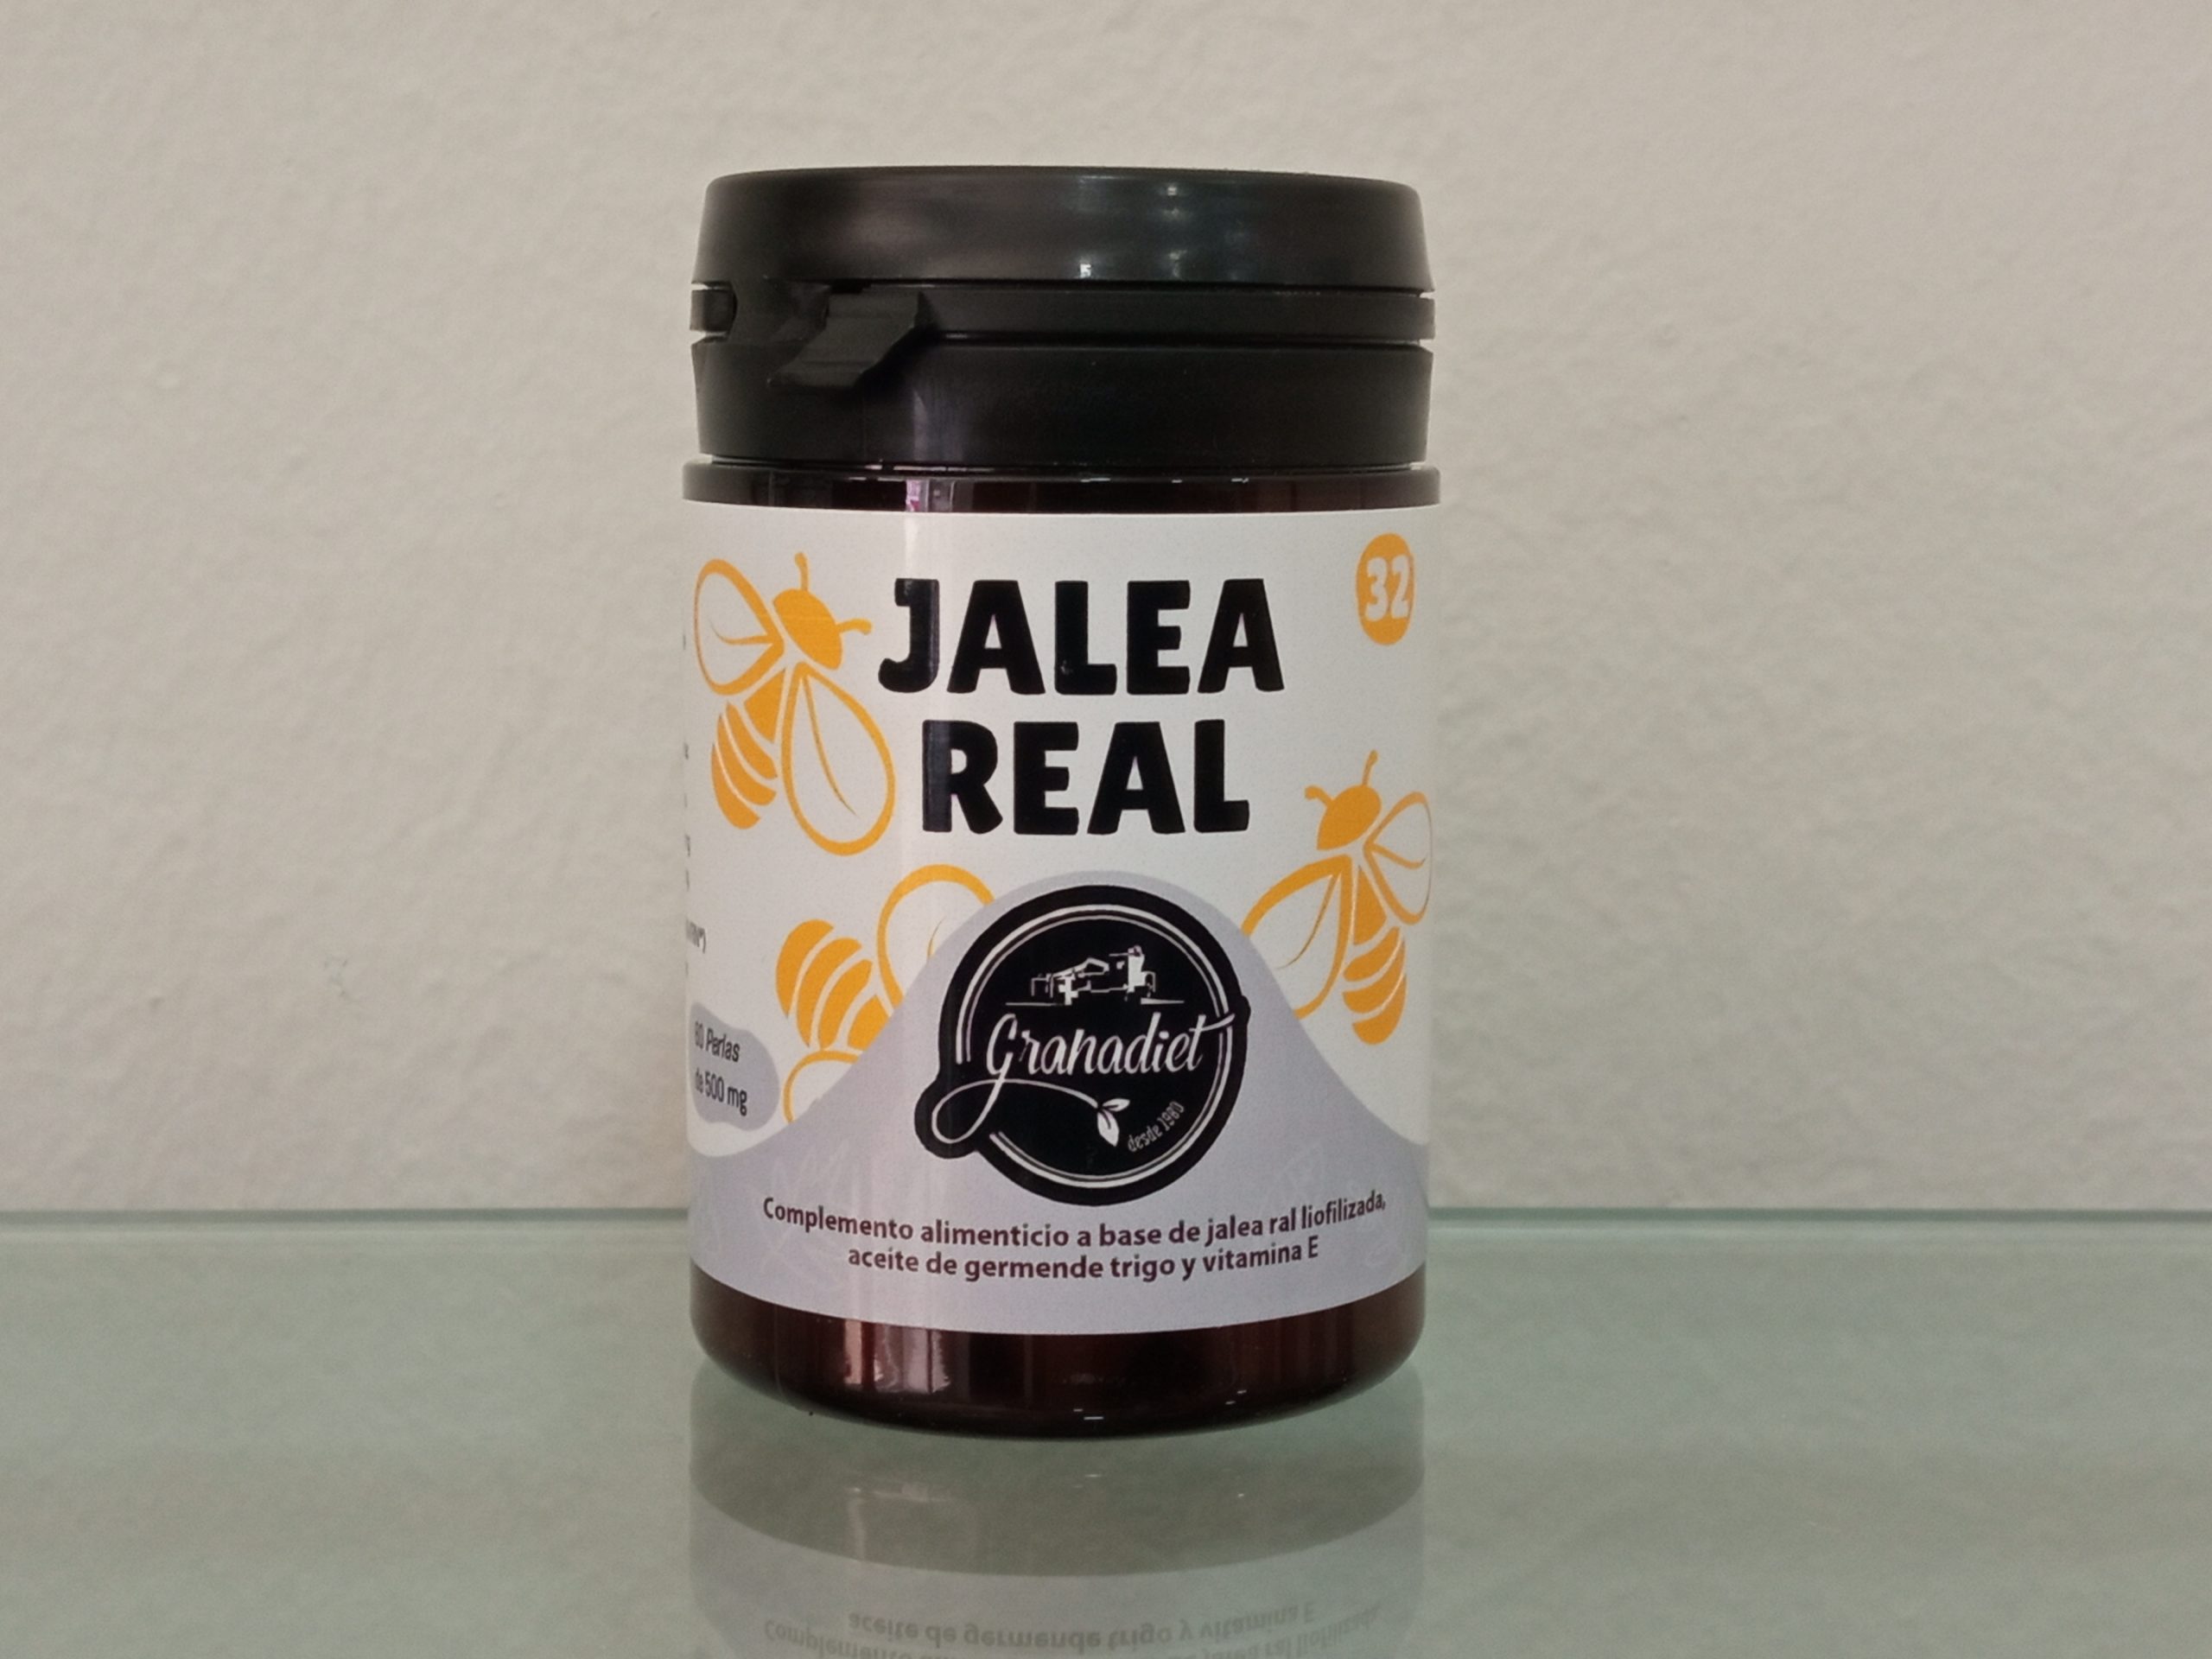 JALEA
REAL
32
60 Perlas
de 500 mg
Granadiet
desde 1980
Complemento alimenticio a base de jalea ral liofilizada,
aceite de germende trigo y vitamina E